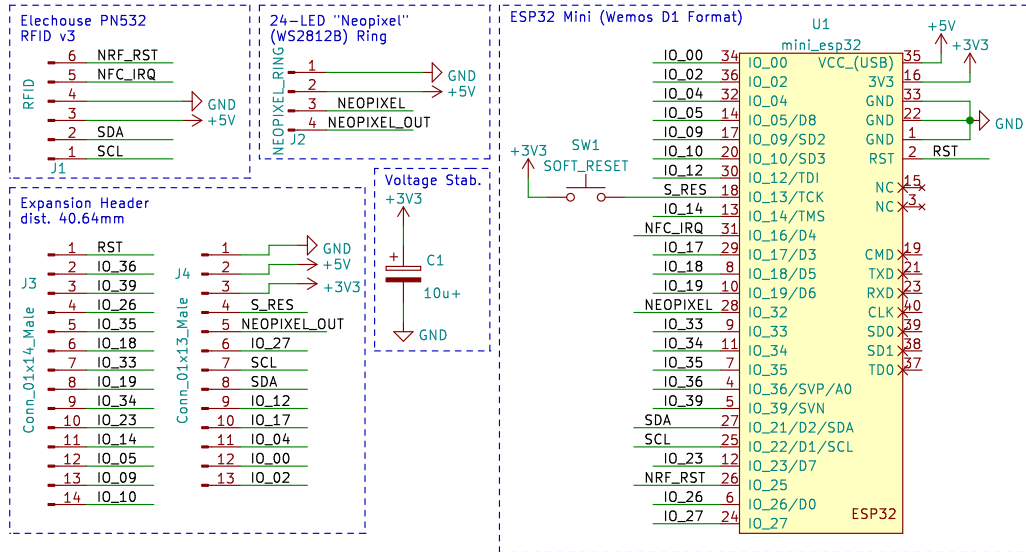 Elechouse PN532
RFID v3
6 NRF_RST
5 NFC_IRQ
4 GND
3 +5V
2 SDA
1 SCL
RFID
J1
24-LED "Neopixel"
(WS2812B) Ring
1 GND
2 +5V
3 NEOPIXEL
4 NEOPIXEL_OUT
NEOPIXEL_RING
J2
Expansion Header
dist. 40.64mm
1 RST
2 IO_36
3 IO_39
4 IO_26
5 IO_35
6 IO_18
7 IO_33
8 IO_19
9 IO_34
10 IO_23
11 IO_14
12 IO_05
13 IO_09
14 IO_10
J3
Conn_01x14_Male
1 GND
2 +5V
3 +3V3
4 S_RES
5 NEOPIXEL_OUT
6 IO_27
7 SCL
8 SDA
9 IO_12
10 IO_17
11 IO_04
12 IO_00
13 IO_02
J4
Conn_01x13_Male
Voltage Stab.
+3V3
+
C1
10u+
GND
ESP32 Mini (Wemos D1 Format)
U1
mini_esp32
+3V3
SW1
SOFT_RESET
IO_00 34 IO_00
IO_02 36 IO_02
IO_04 32 IO_04
IO_05 14 IO_05/D8
IO_09 17 IO_09/SD2
IO_10 20 IO_10/SD3
IO_12 30 IO_12/TDI
S_RES 18 IO_13/TCK
IO_14 13 IO_14/TMS
NFC_IRQ 31 IO_16/D4
IO_17 29 IO_17/D3
IO_18 8 IO_18/D5
IO_19 10 IO_19/D6
NEOPIXEL 28 IO_32
IO_33 9 IO_33
IO_34 11 IO_34
IO_35 7 IO_35
IO_36 4 IO_36/SVP/A0
IO_39 5 IO_39/SVN
SDA 27 IO_21/D2/SDA
SCL 25 IO_22/D1/SCL
IO_23 12 IO_23/D7
NRF_RST 26 IO_25
IO_26 6 IO_26/D0
IO_27 24 IO_27
+5V
+3V3
VCC_(USB) 35
3V3 16
GND 33
GND 22
GND 1
GND
RST 2 RST
NC 15
NC 3
CMD 19
TXD 21
RXD 23
CLK 40
SD0 39
SD1 38
TD0 37
ESP32